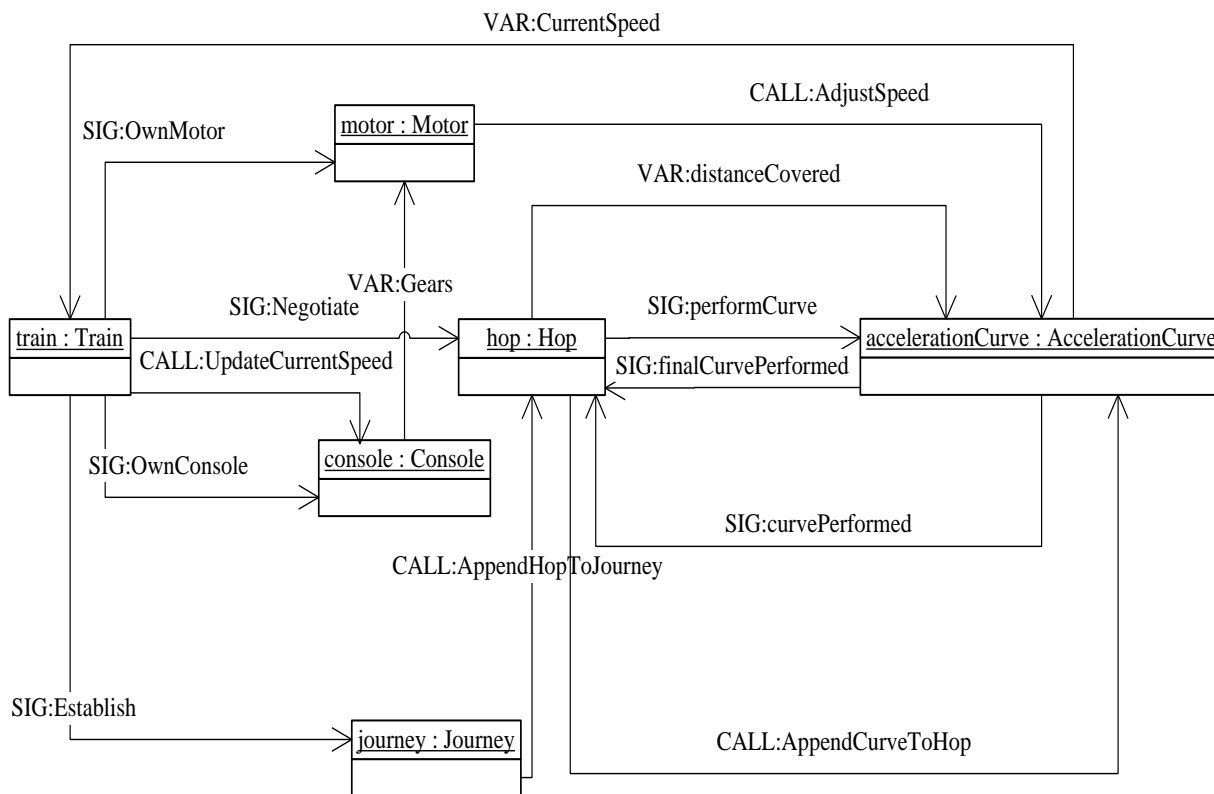 VAR:CurrentSpeed
CALL:AdjustSpeed
SIG:OwnMotor
motor : Motor
VAR:distanceCovered
VAR:Gears
SIG:Negotiate
SIG:performCurve
train : Train
hop : Hop
accelerationCurve : AccelerationCurve
CALL:UpdateCurrentSpeed
SIG:finalCurvePerformed
SIG:OwnConsole
console : Console
SIG:curvePerformed
CALL:AppendHopToJourney
SIG:Establish
journey : Journey
CALL:AppendCurveToHop